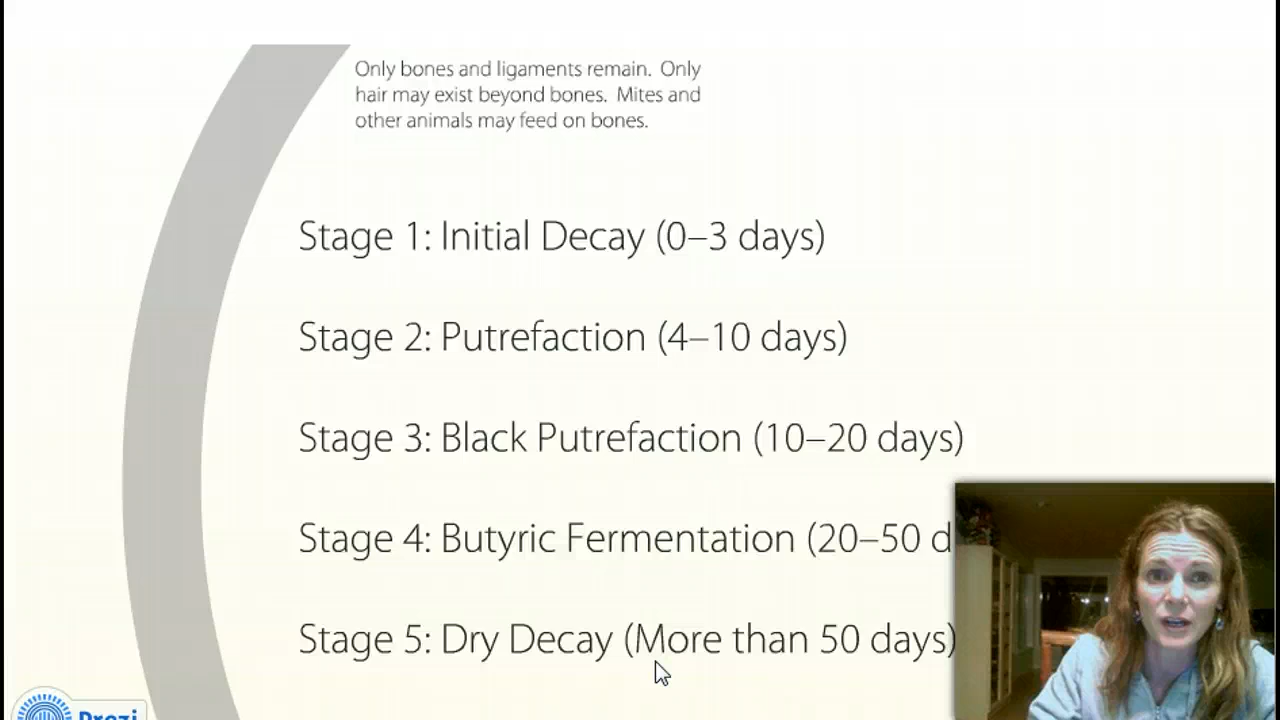 Only bones and ligaments remain. Only
hair may exist beyond bones. Mites and
other animals may feed on bones.
Stage 1: Initial Decay (0–3 days)
Stage 2: Putrefaction (4–10 days)
Stage 3: Black Putrefaction (10–20 days)
Stage 4: Butyric Fermentation (20–50 d
Stage 5: Dry Decay (More than 50 days)
Prezi